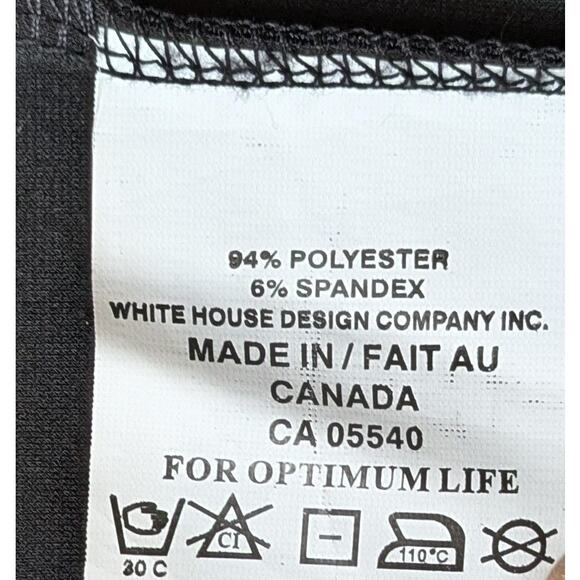 94% POLYESTER
6% SPANDEX
WHITE HOUSE DESIGN COMPANY INC.
MADE IN / FAIT AU
CANADA
CA 05540
FOR OPTIMUM LIFE
CI 110°C
30 C